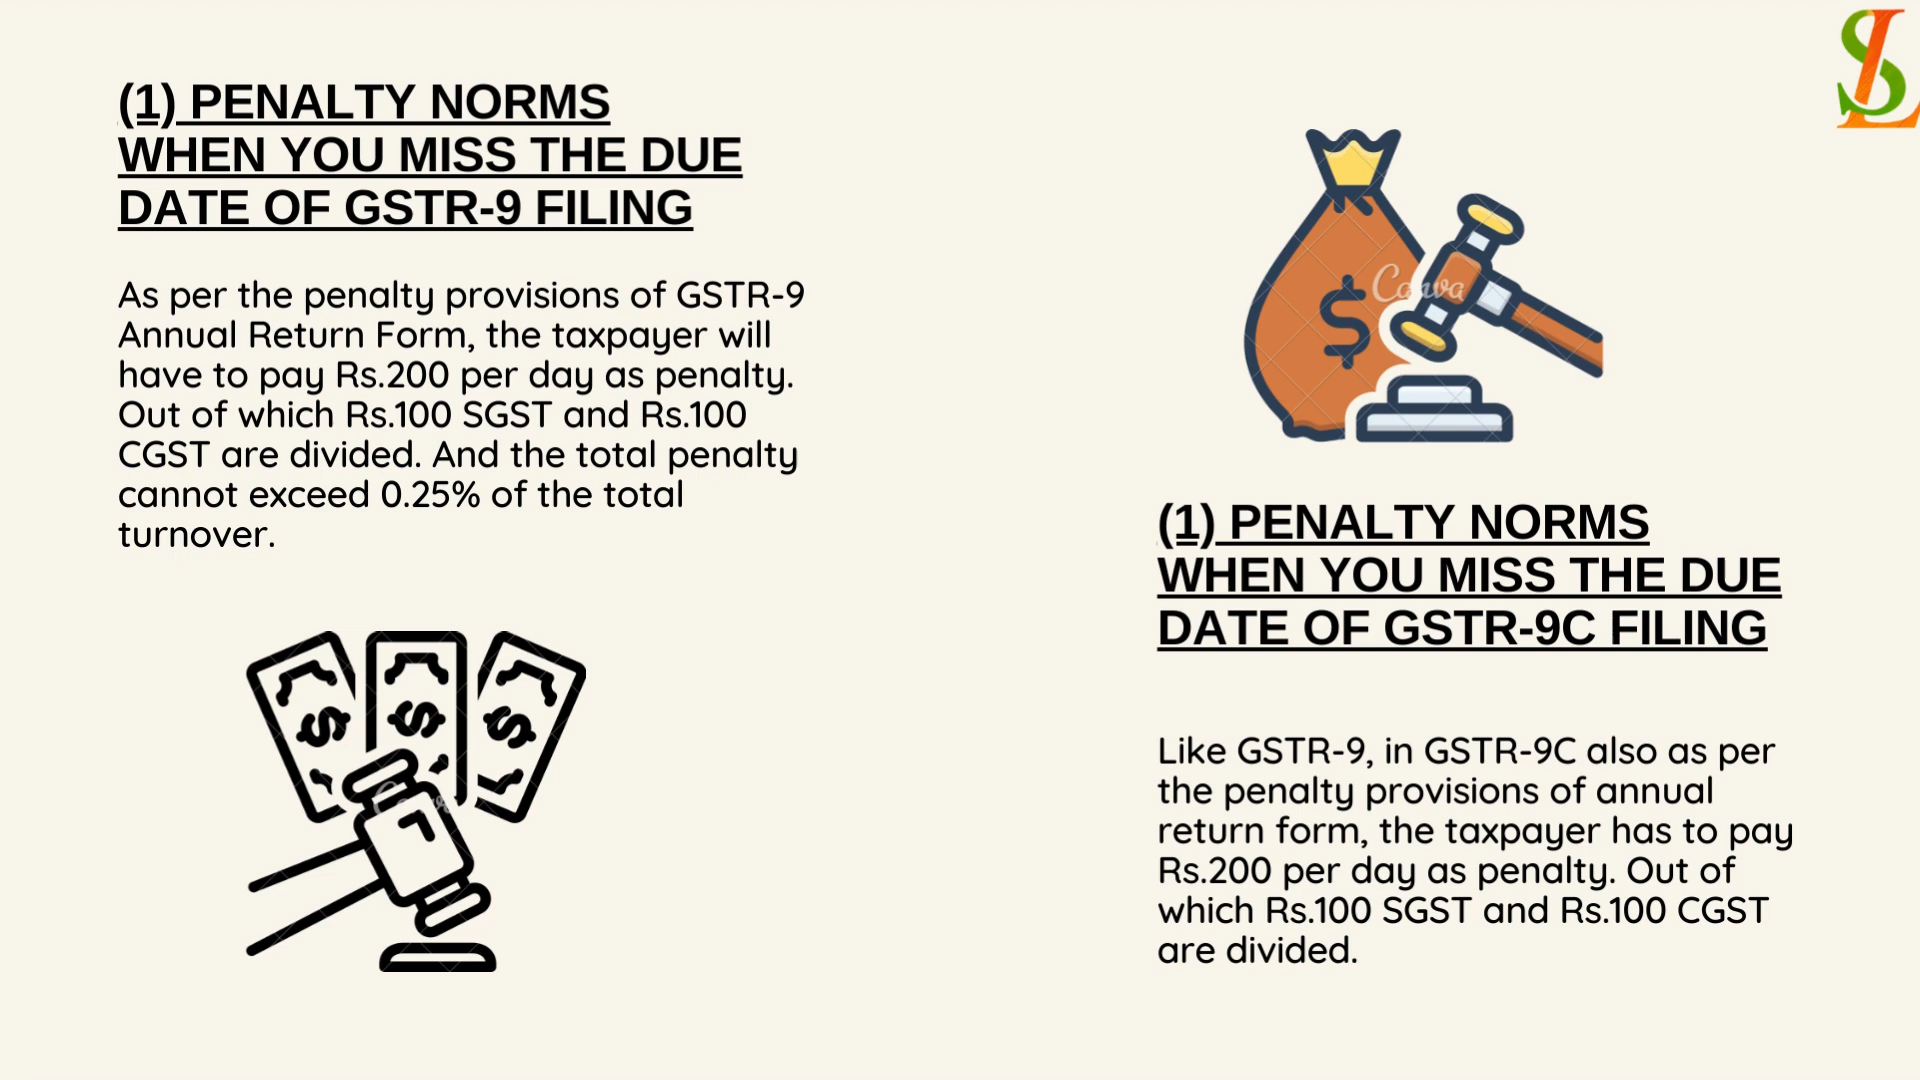 (1) PENALTY NORMS
WHEN YOU MISS THE DUE
DATE OF GSTR-9 FILING
As per the penalty provisions of GSTR-9
Annual Return Form, the taxpayer will
have to pay Rs.200 per day as penalty.
Out of which Rs.100 SGST and Rs.100
CGST are divided. And the total penalty
cannot exceed 0.25% of the total
turnover.
SL
$
Canva
(1) PENALTY NORMS
WHEN YOU MISS THE DUE
DATE OF GSTR-9C FILING
Like GSTR-9, in GSTR-9C also as per
the penalty provisions of annual
return form, the taxpayer has to pay
Rs.200 per day as penalty. Out of
which Rs.100 SGST and Rs.100 CGST
are divided.
$ $ $